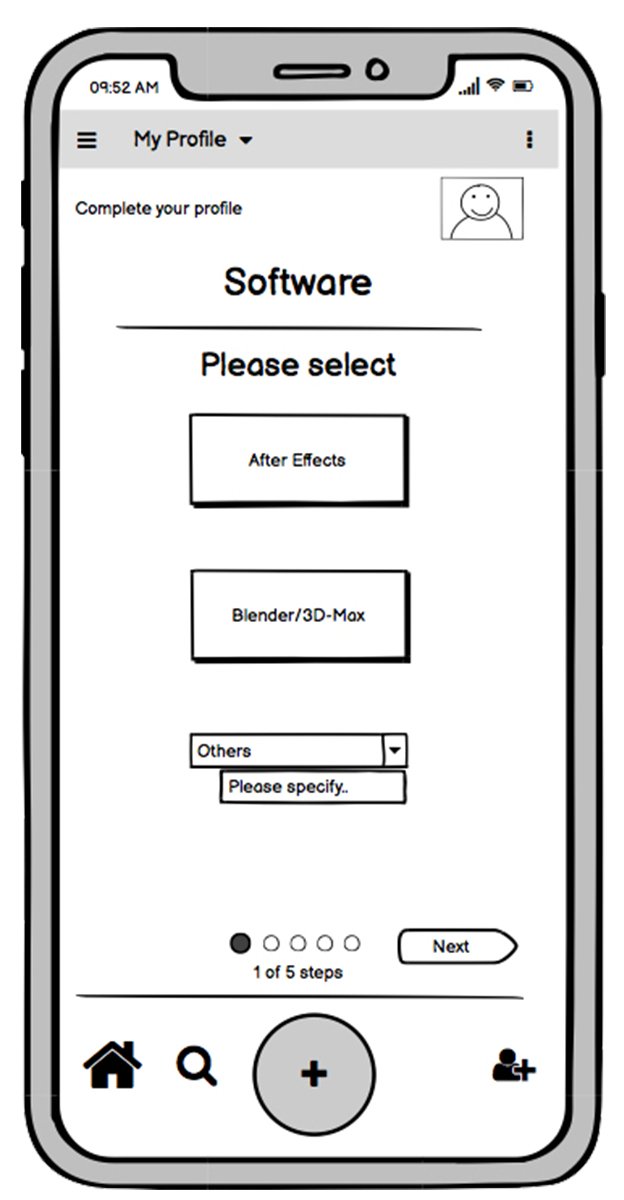 09:52 AM
My Profile
Complete your profile
Software
Please select
After Effects
Blender/3D-Max
Others
Please specify..
Next
1 of 5 steps